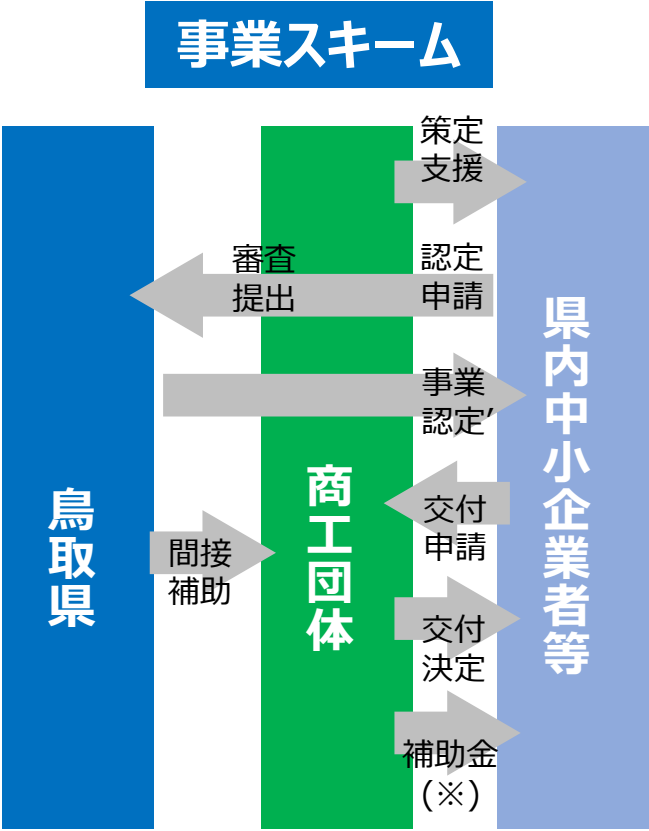 事業スキーム
策定
支援
審査
提出
認定
申請
事業
認定’
交付
申請
間接
補助
交付
決定
補助金
(※)
鳥取県
商工団体
県内中小企業者等